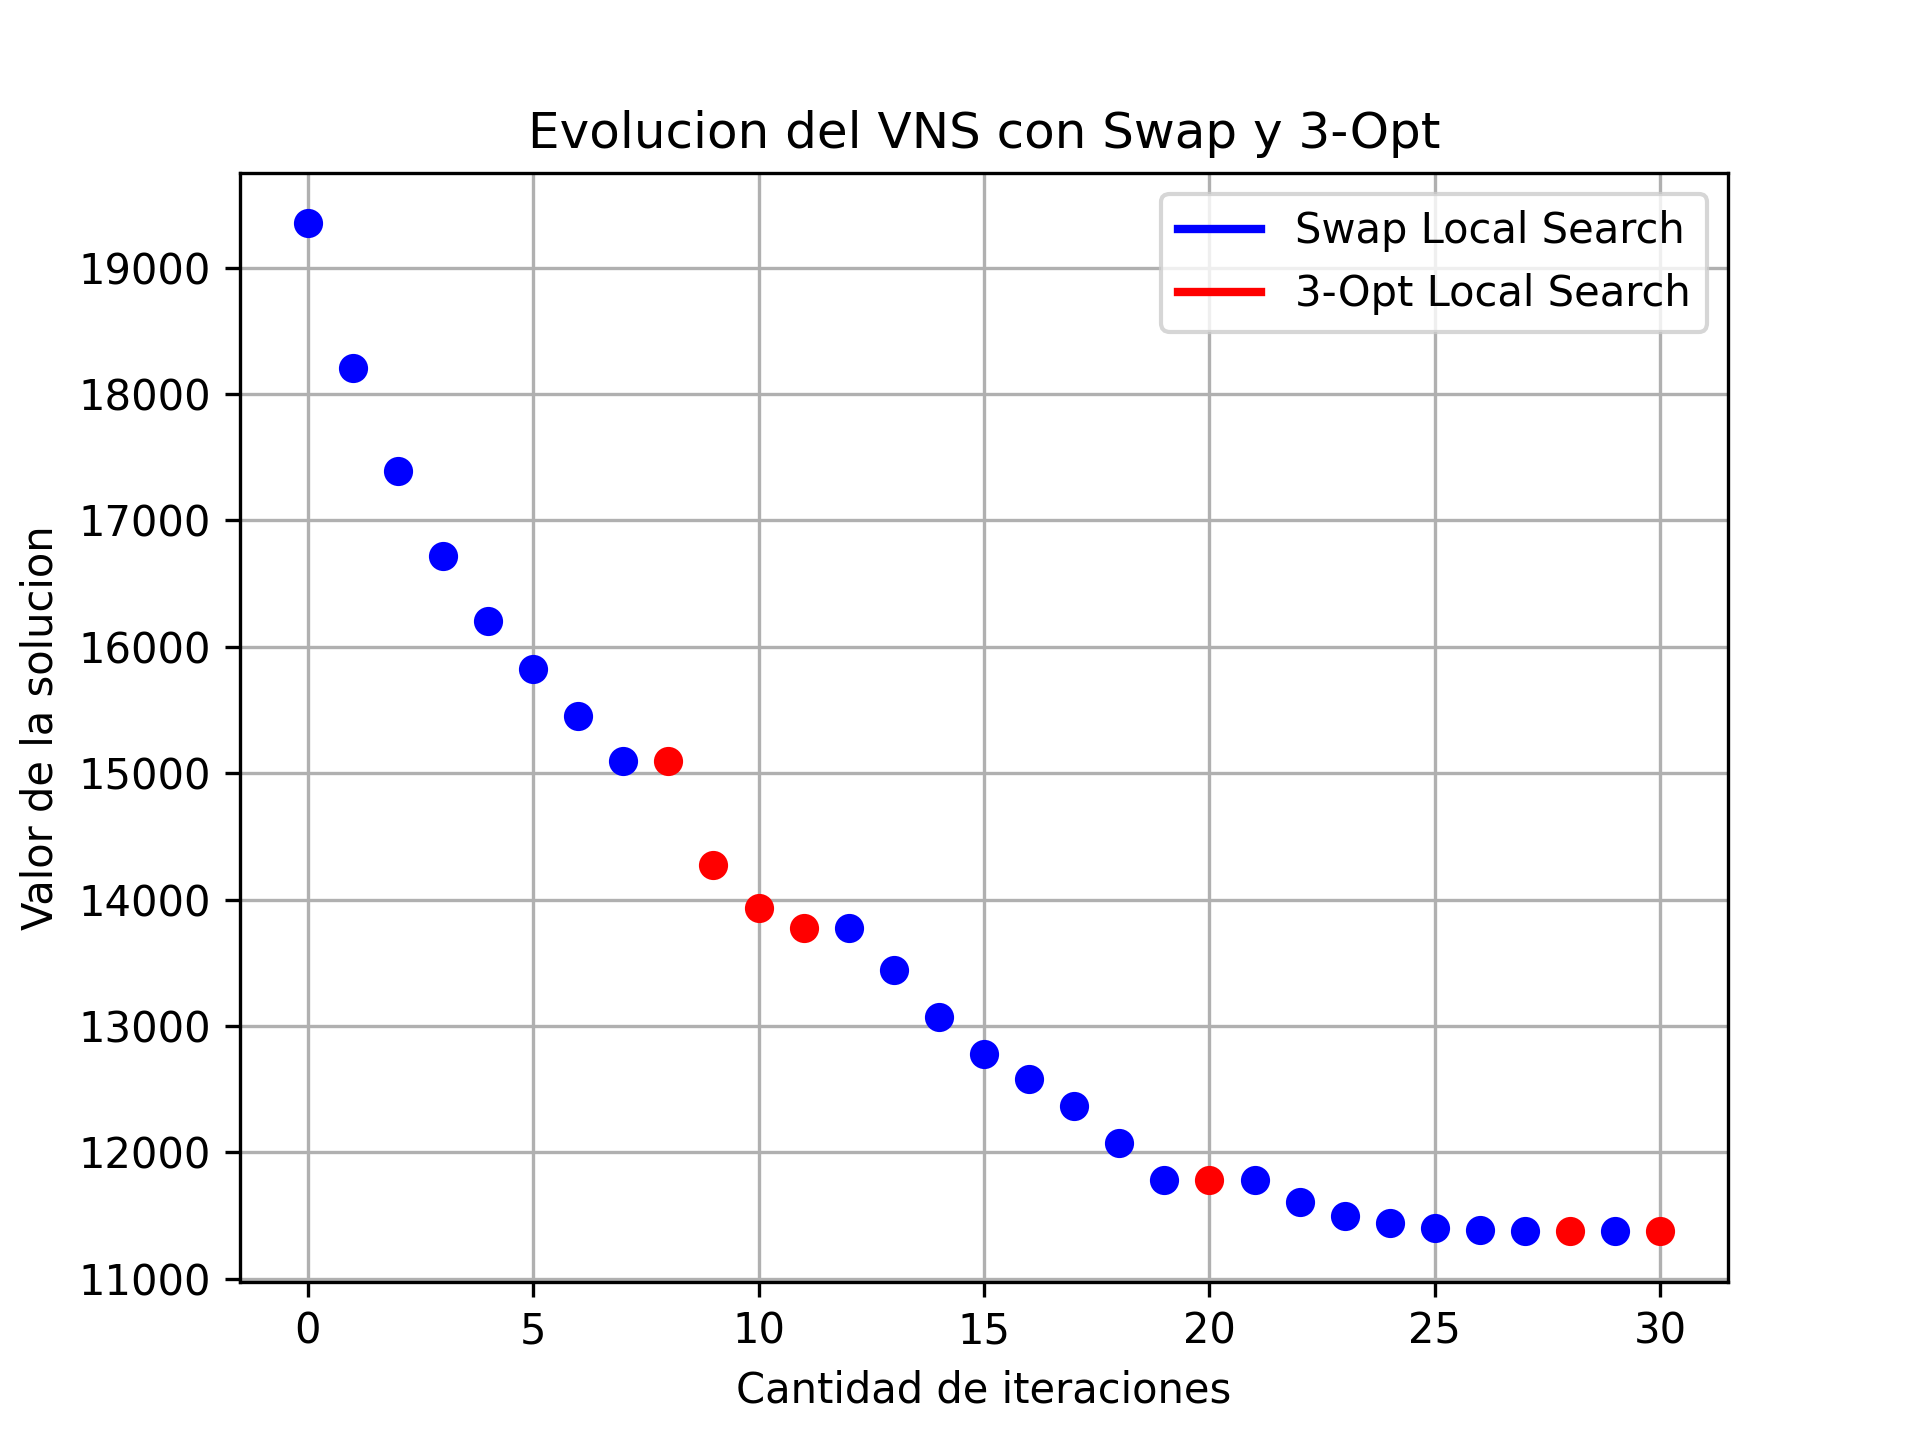 Evolucion del VNS con Swap y 3-Opt
Swap Local Search
3-Opt Local Search
Valor de la solucion
19000
18000
17000
16000
15000
14000
13000
12000
11000
0 5 10 15 20 25 30
Cantidad de iteraciones